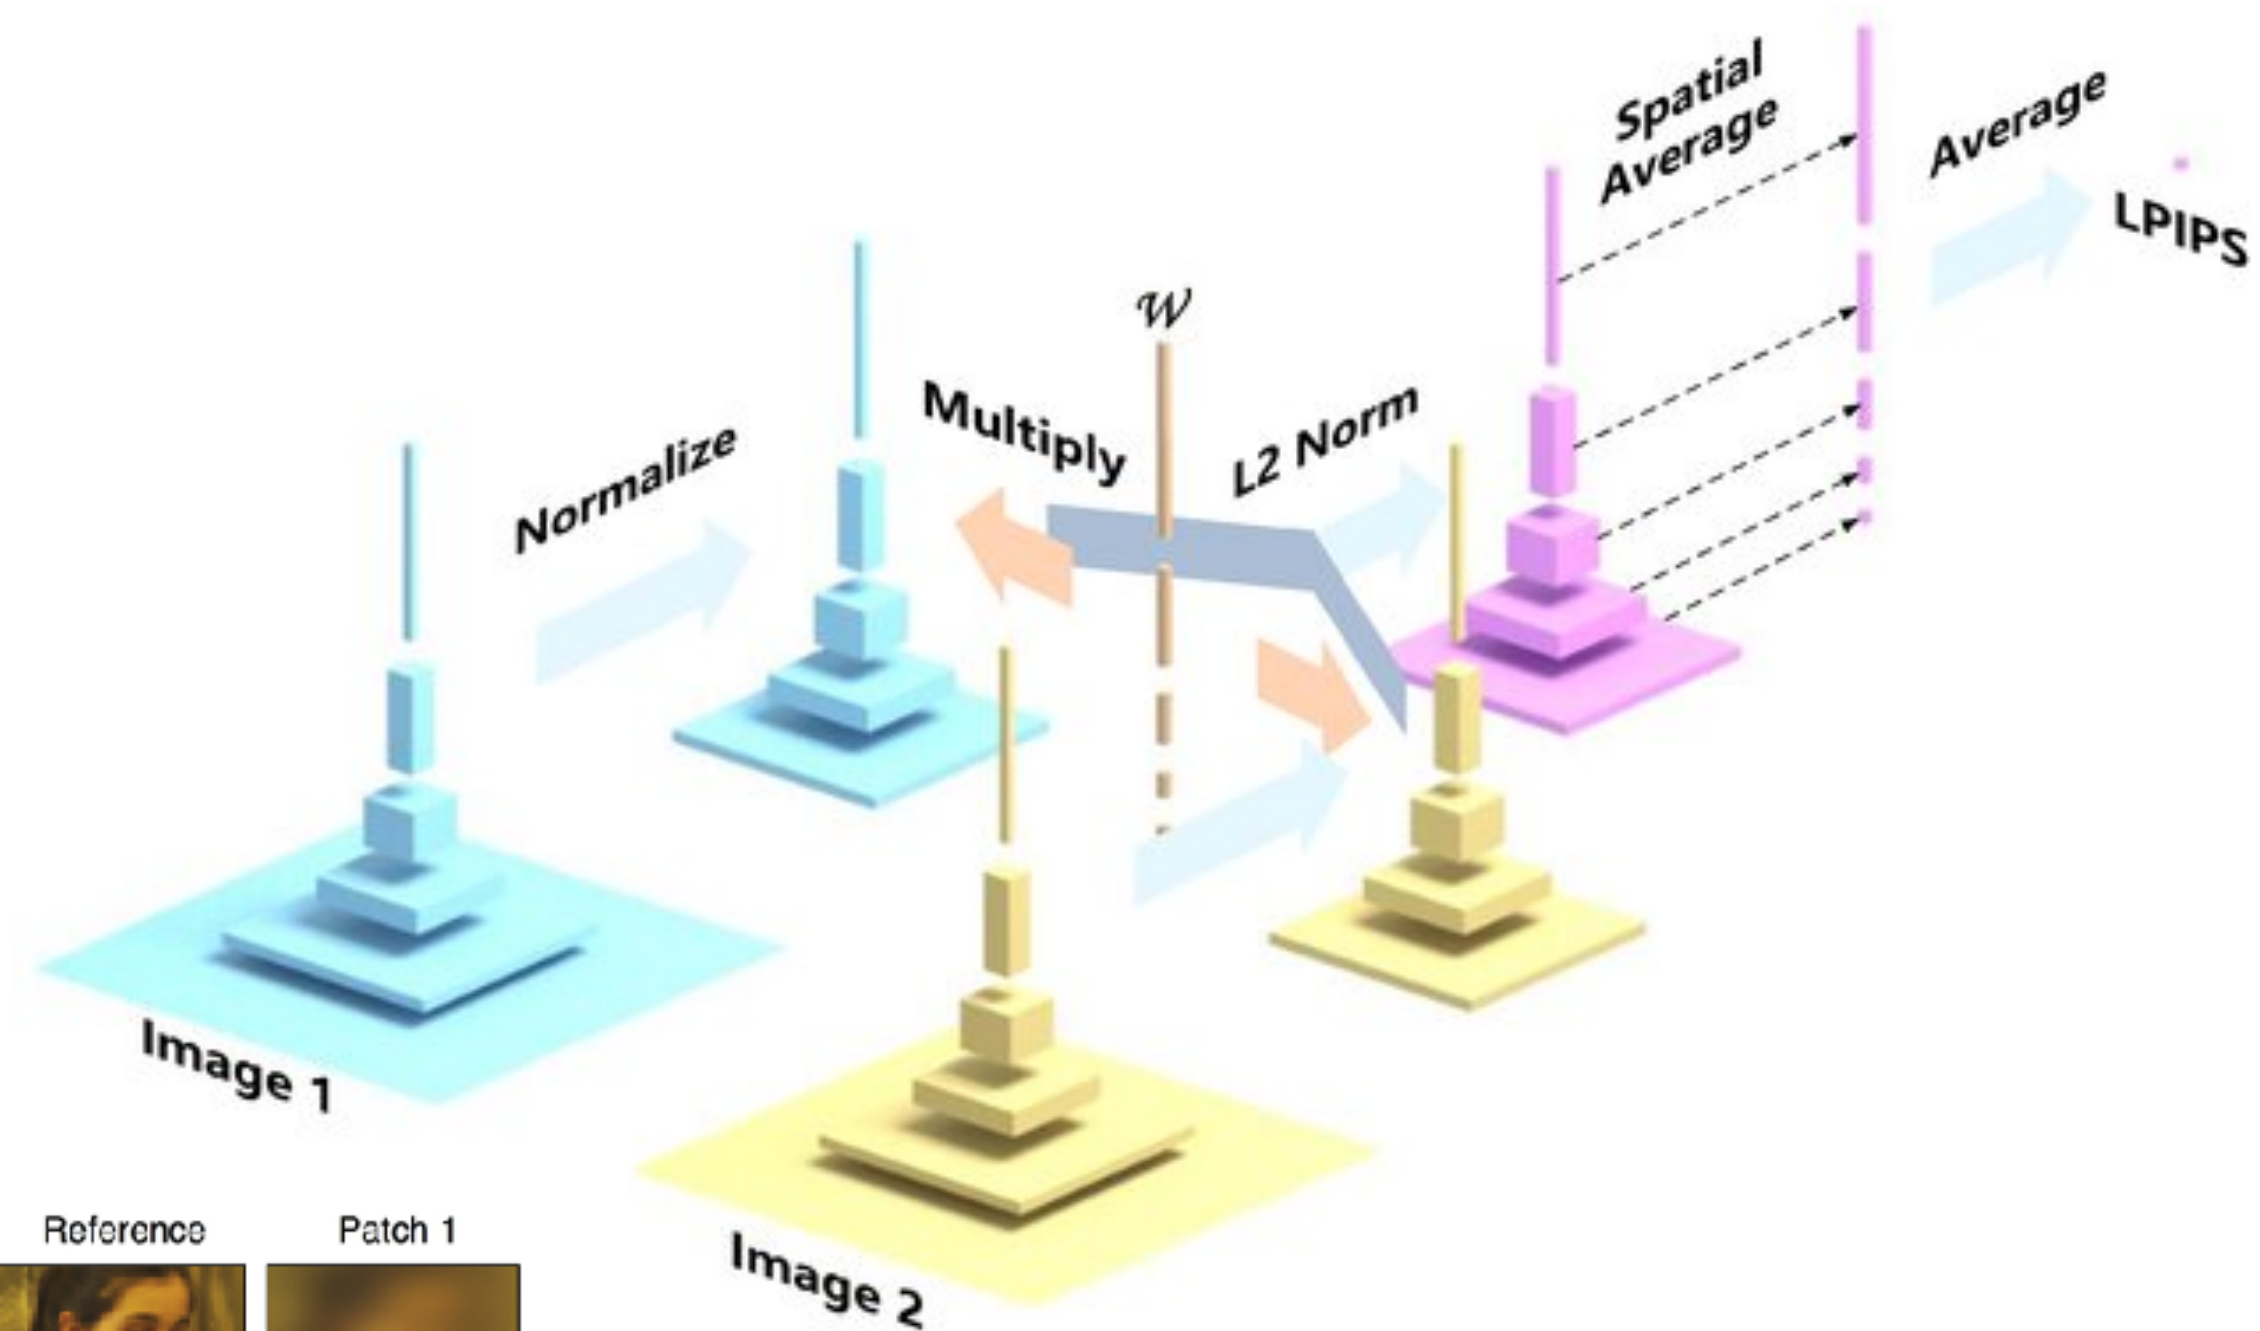 Spatial
Average
Average
LPIPS
𝒲
Multiply
L2 Norm
Normalize
Image 1
Image 2
Reference
Patch 1